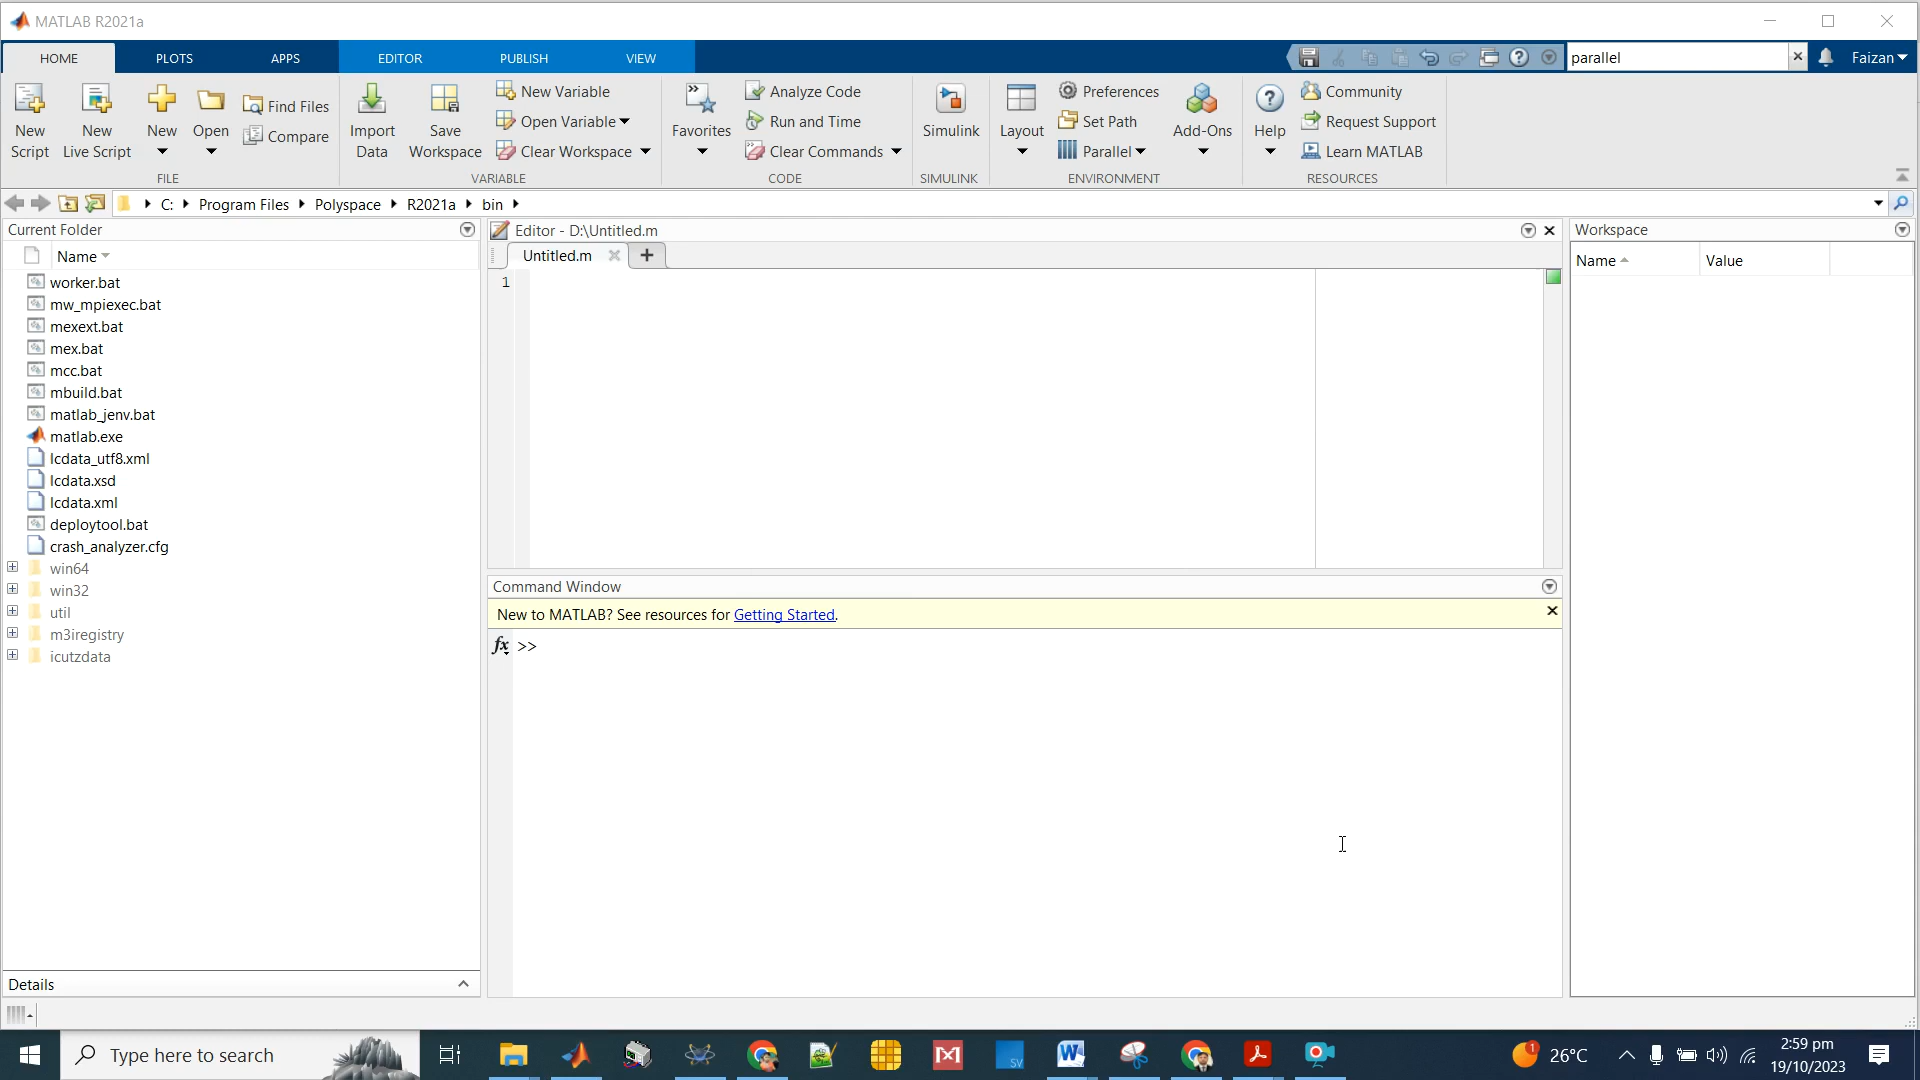 MATLAB R2021a
HOME PLOTS APPS EDITOR PUBLISH VIEW parallel Faizan
New Script
New Live Script
New
Open
Find Files
Compare
FILE
Import Data
Save Workspace
New Variable
Open Variable
Clear Workspace
VARIABLE
Favorites
Analyze Code
Run and Time
Clear Commands
CODE
Simulink
SIMULINK
Layout
Preferences
Set Path
Parallel
Add-Ons
ENVIRONMENT
Help
Community
Request Support
Learn MATLAB
RESOURCES
C: Program Files Polyspace R2021a bin
Current Folder
Name
worker.bat
mw_mpiexec.bat
mexext.bat
mex.bat
mcc.bat
mbuild.bat
matlab_jenv.bat
matlab.exe
lcdata_utf8.xml
lcdata.xsd
lcdata.xml
deploytool.bat
crash_analyzer.cfg
win64
win32
util
m3iregistry
icutzdata
Details
Editor - D:\Untitled.m
Untitled.m
1
Command Window
New to MATLAB? See resources for Getting Started.
fx >>
Workspace
Name Value
Type here to search
SV
W
1
26°C
2:59 pm
19/10/2023